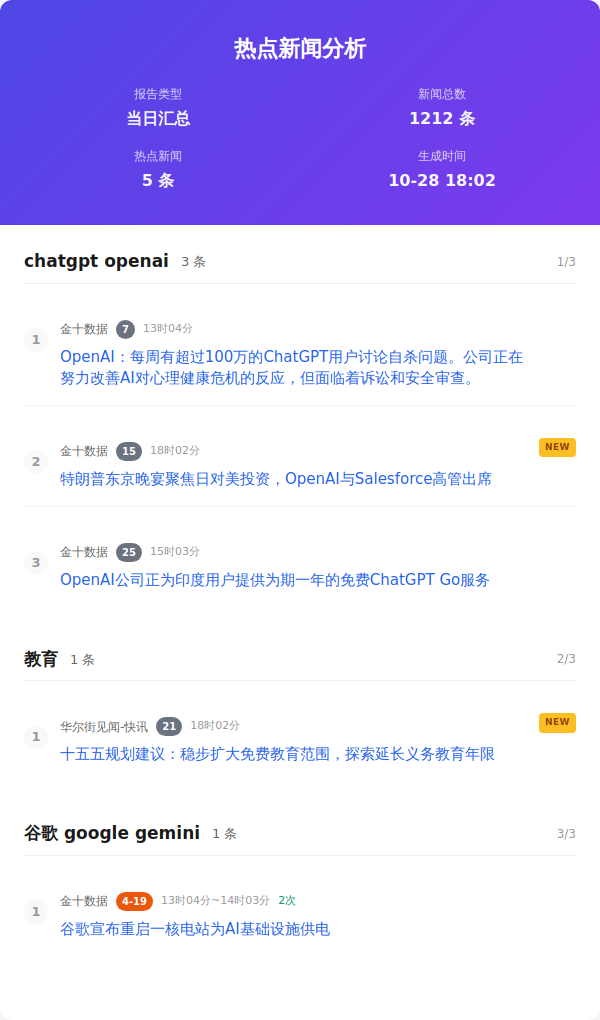 热点新闻分析
报告类型
新闻总数
当日汇总
1212 条
热点新闻
生成时间
5 条
10-28 18:02
chatgpt openai 3 条 1/3
1
金十数据 7 13时04分
OpenAI：每周有超过100万的ChatGPT用户讨论自杀问题。公司正在
努力改善AI对心理健康危机的反应，但面临着诉讼和安全审查。
2
金十数据 15 18时02分 NEW
特朗普东京晚宴聚焦日对美投资，OpenAI与Salesforce高管出席
3
金十数据 25 15时03分
OpenAI公司正为印度用户提供为期一年的免费ChatGPT Go服务
教育 1 条 2/3
1
华尔街见闻-快讯 21 18时02分 NEW
十五五规划建议：稳步扩大免费教育范围，探索延长义务教育年限
谷歌 google gemini 1 条 3/3
1
金十数据 4-19 13时04分~14时03分 2次
谷歌宣布重启一核电站为AI基础设施供电